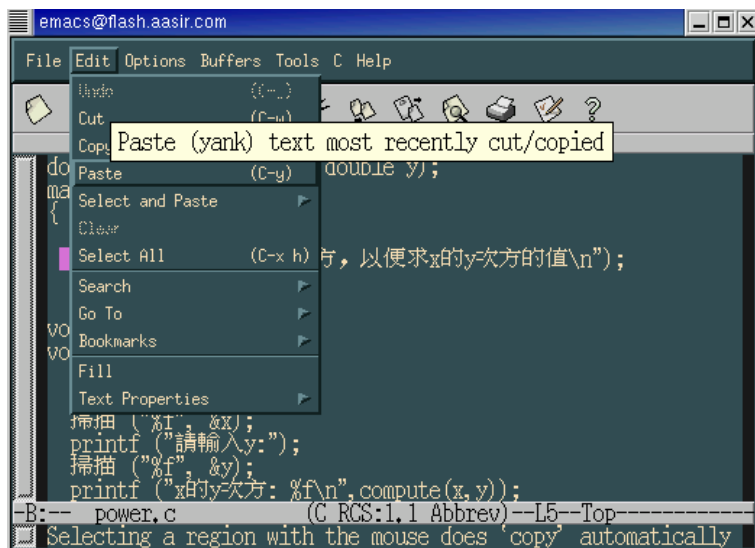 emacs@flash.aasir.com
File Edit Options Buffers Tools C Help
Undo (C-_)
Cut (C-w)
Copy
Paste (yank) text most recently cut/copied
do double y);
Paste (C-y)
ma
Select and Paste
{
Clear
Select All (C-x h)
方，以便求x的y次方的值\n");
Search
Go To
vo
Bookmarks
vo
Fill
Text Properties
掃描 ("%f", &x);
printf ("請輸入y:");
掃描 ("%f", &y);
printf ("x的y次方: %f\n",compute(x,y));
-B:-- power.c (C RCS:1.1 Abbrev)--L5--Top------------
Selecting a region with the mouse does `copy' automatically